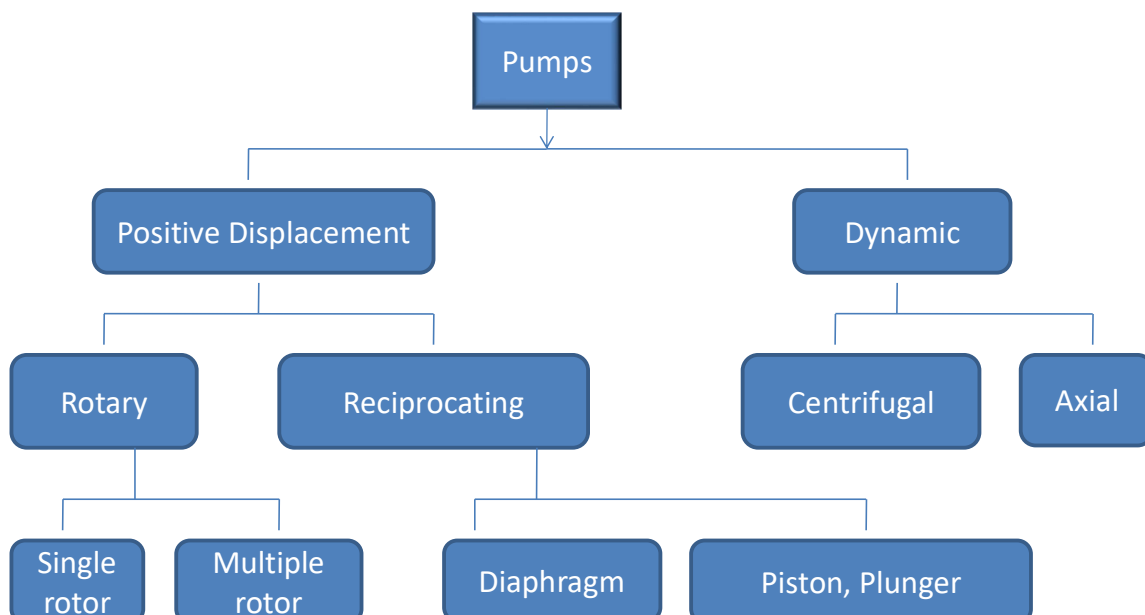 Pumps
Positive Displacement
Dynamic
Rotary
Reciprocating
Centrifugal
Axial
Single
rotor
Multiple
rotor
Diaphragm
Piston, Plunger